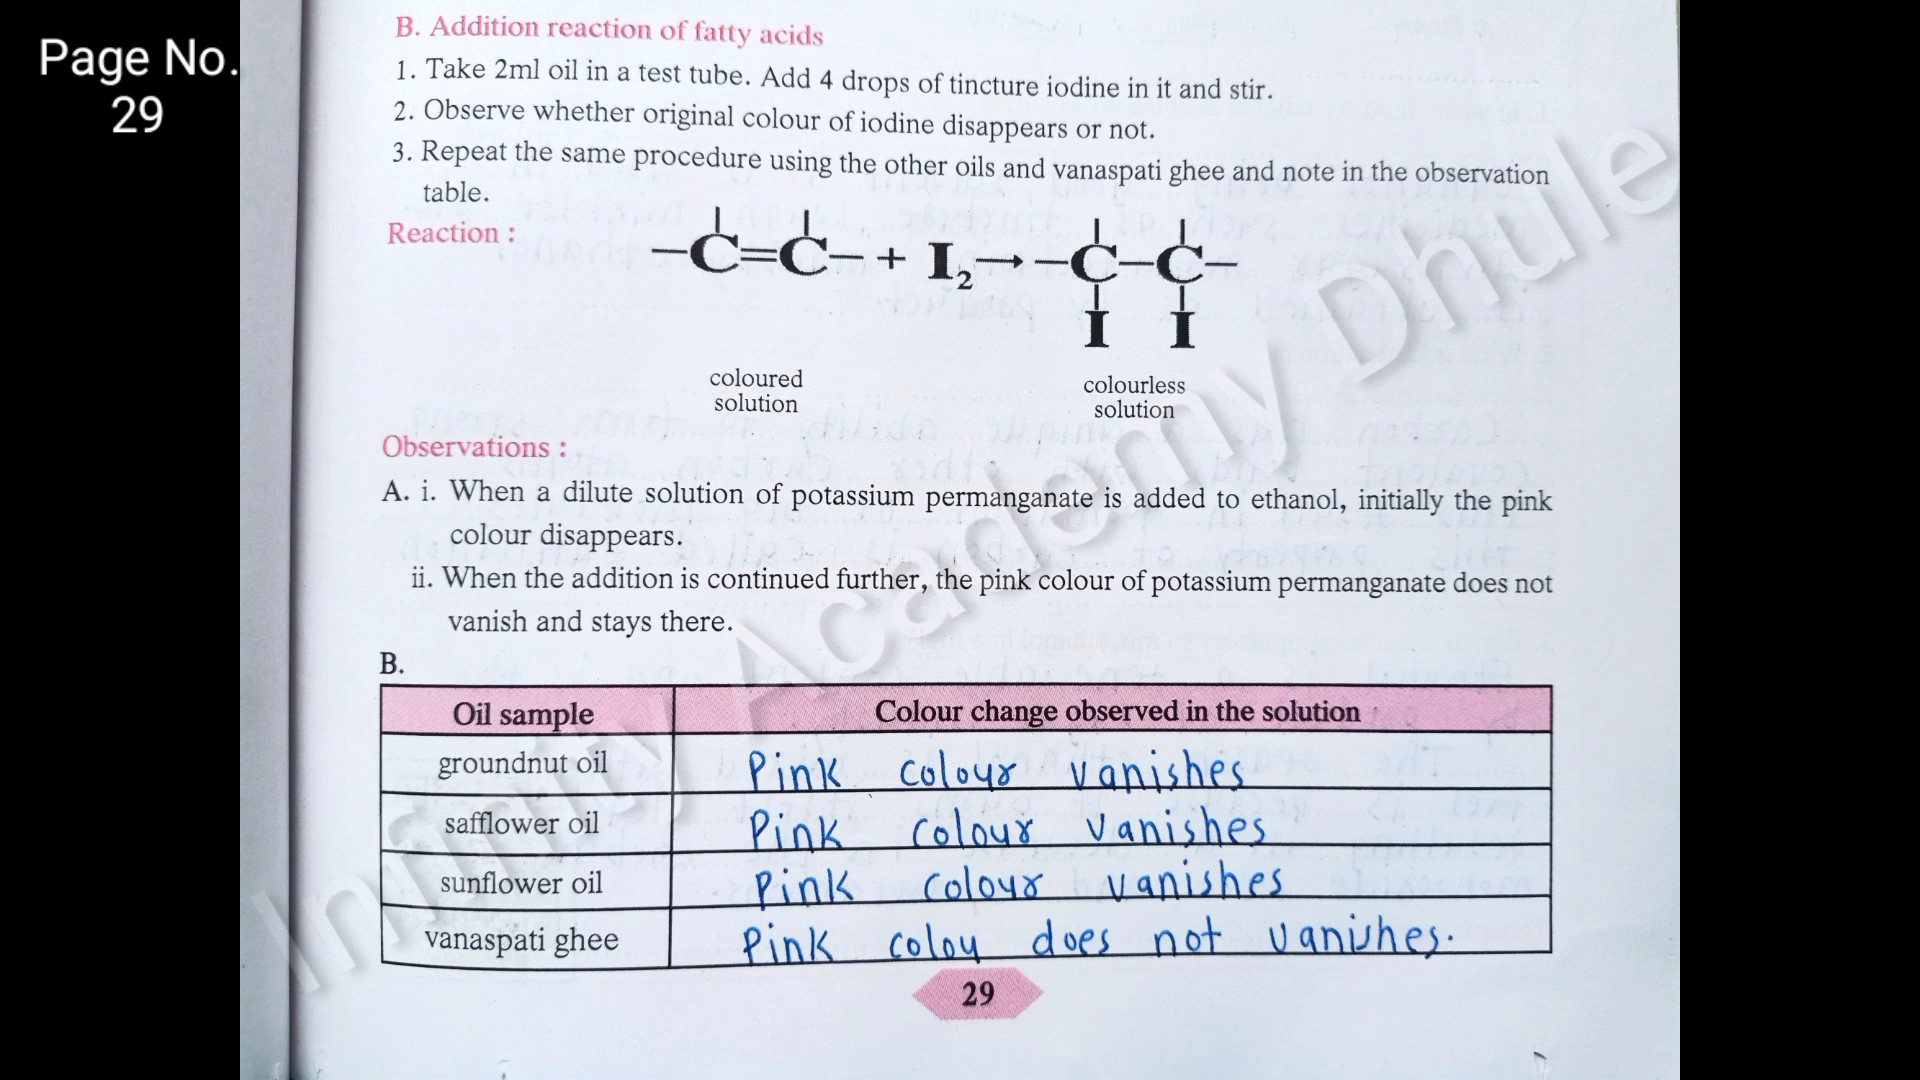 Page No.
29
B. Addition reaction of fatty acids
1. Take 2ml oil in a test tube. Add 4 drops of tincture iodine in it and stir.
2. Observe whether original colour of iodine disappears or not.
3. Repeat the same procedure using the other oils and vanaspati ghee and note in the observation
table.
Reaction :
–C=C– + I₂ → –C–C–
I I
coloured
solution
colourless
solution
Observations :
A. i. When a dilute solution of potassium permanganate is added to ethanol, initially the pink
colour disappears.
ii. When the addition is continued further, the pink colour of potassium permanganate does not
vanish and stays there.
B.
Oil sample Colour change observed in the solution
groundnut oil Pink colour vanishes
safflower oil Pink colour vanishes
sunflower oil Pink colour vanishes
vanaspati ghee Pink colou does not vanishes.
29
Infinity Academy Dhule